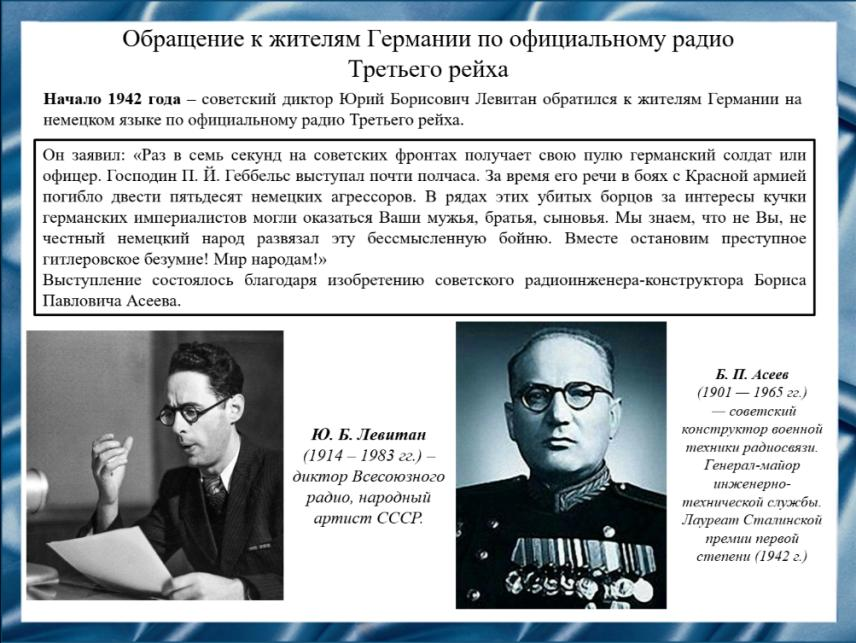 Обращение к жителям Германии по официальному радио
Третьего рейха
Начало 1942 года – советский диктор Юрий Борисович Левитан обратился к жителям Германии на
немецком языке по официальному радио Третьего рейха.
Он заявил: «Раз в семь секунд на советских фронтах получает свою пулю германский солдат или
офицер. Господин П. Й. Геббельс выступал почти полчаса. За время его речи в боях с Красной армией
погибло двести пятьдесят немецких агрессоров. В рядах этих убитых борцов за интересы кучки
германских империалистов могли оказаться Ваши мужья, братья, сыновья. Мы знаем, что не Вы, не
честный немецкий народ развязал эту бессмысленную бойню. Вместе остановим преступное
гитлеровское безумие! Мир народам!»
Выступление состоялось благодаря изобретению советского радиоинженера-конструктора Бориса
Павловича Асеева.
Ю. Б. Левитан
(1914 – 1983 гг.) –
диктор Всесоюзного
радио, народный
артист СССР.
Б. П. Асеев
(1901 — 1965 гг.)
— советский
конструктор военной
техники радиосвязи.
Генерал-майор
инженерно-
технической службы.
Лауреат Сталинской
премии первой
степени (1942 г.)